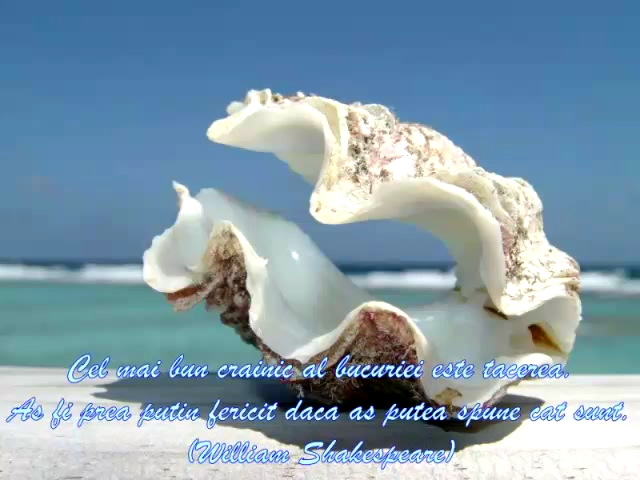 Cel mai bun crainic al bucuriei este tacerea.
As fi prea putin fericit daca as putea spune cat sunt.
(William Shakespeare)